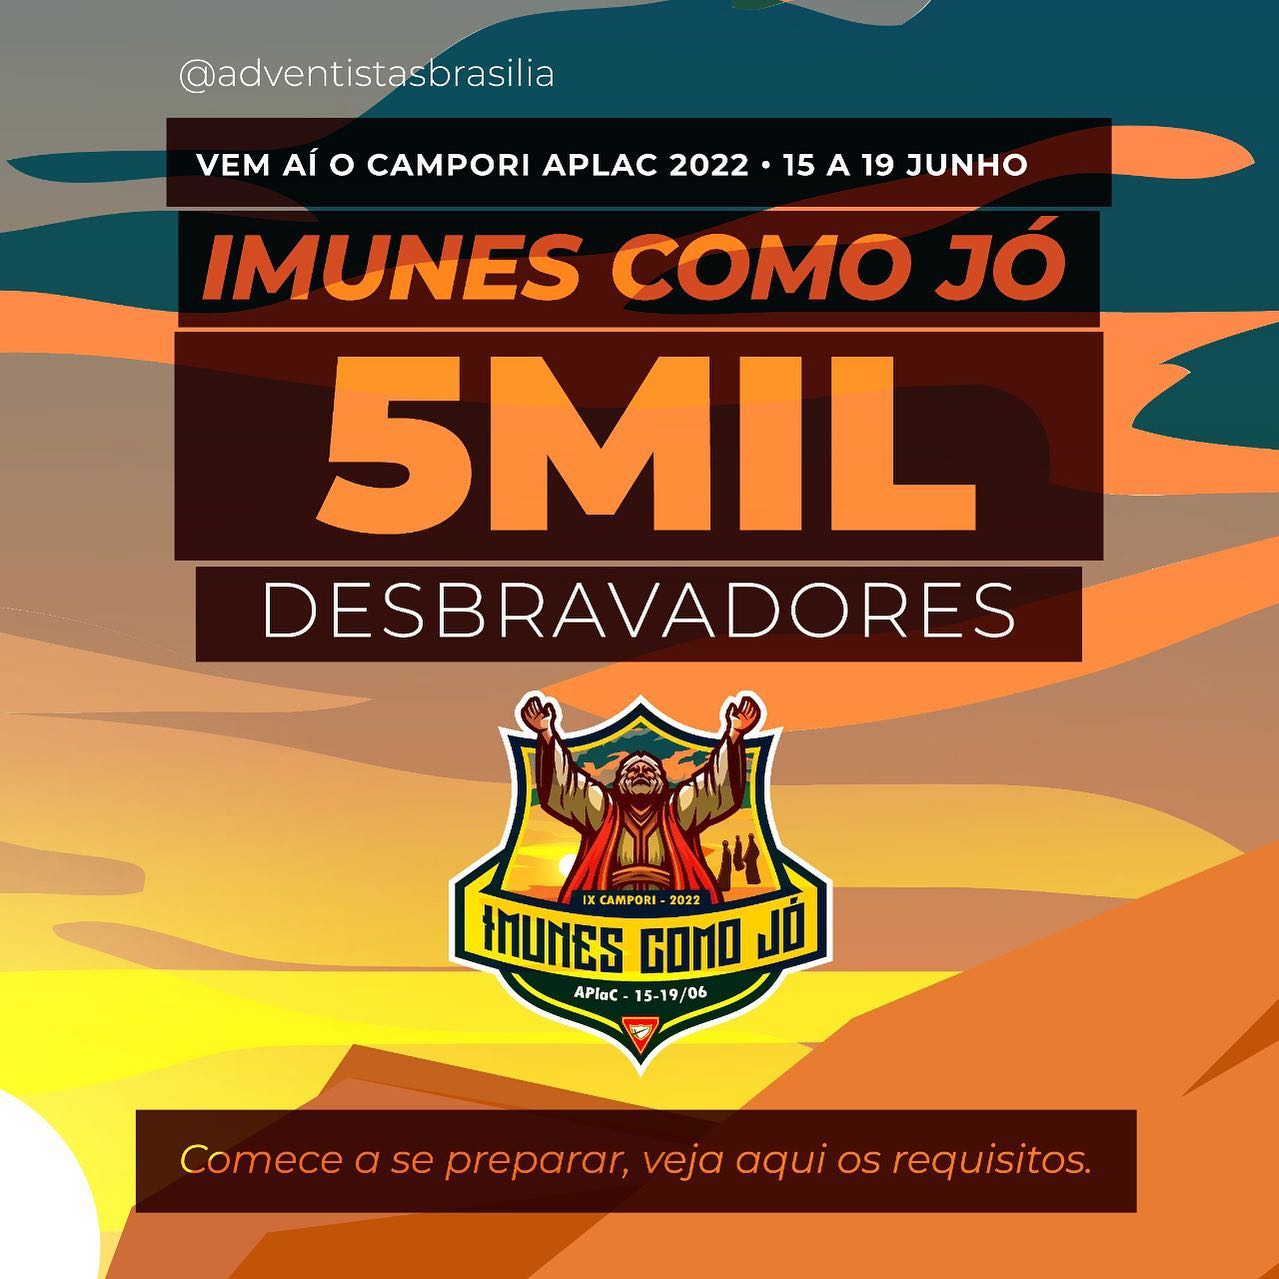 @adventistasbrasilia
VEM AÍ O CAMPORI APLAC 2022 • 15 A 19 JUNHO
IMUNES COMO JÓ
5MIL
DESBRAVADORES
IX CAMPORI - 2022
IMUNES COMO JÓ
APlaC - 15-19/06
Comece a se preparar, veja aqui os requisitos.